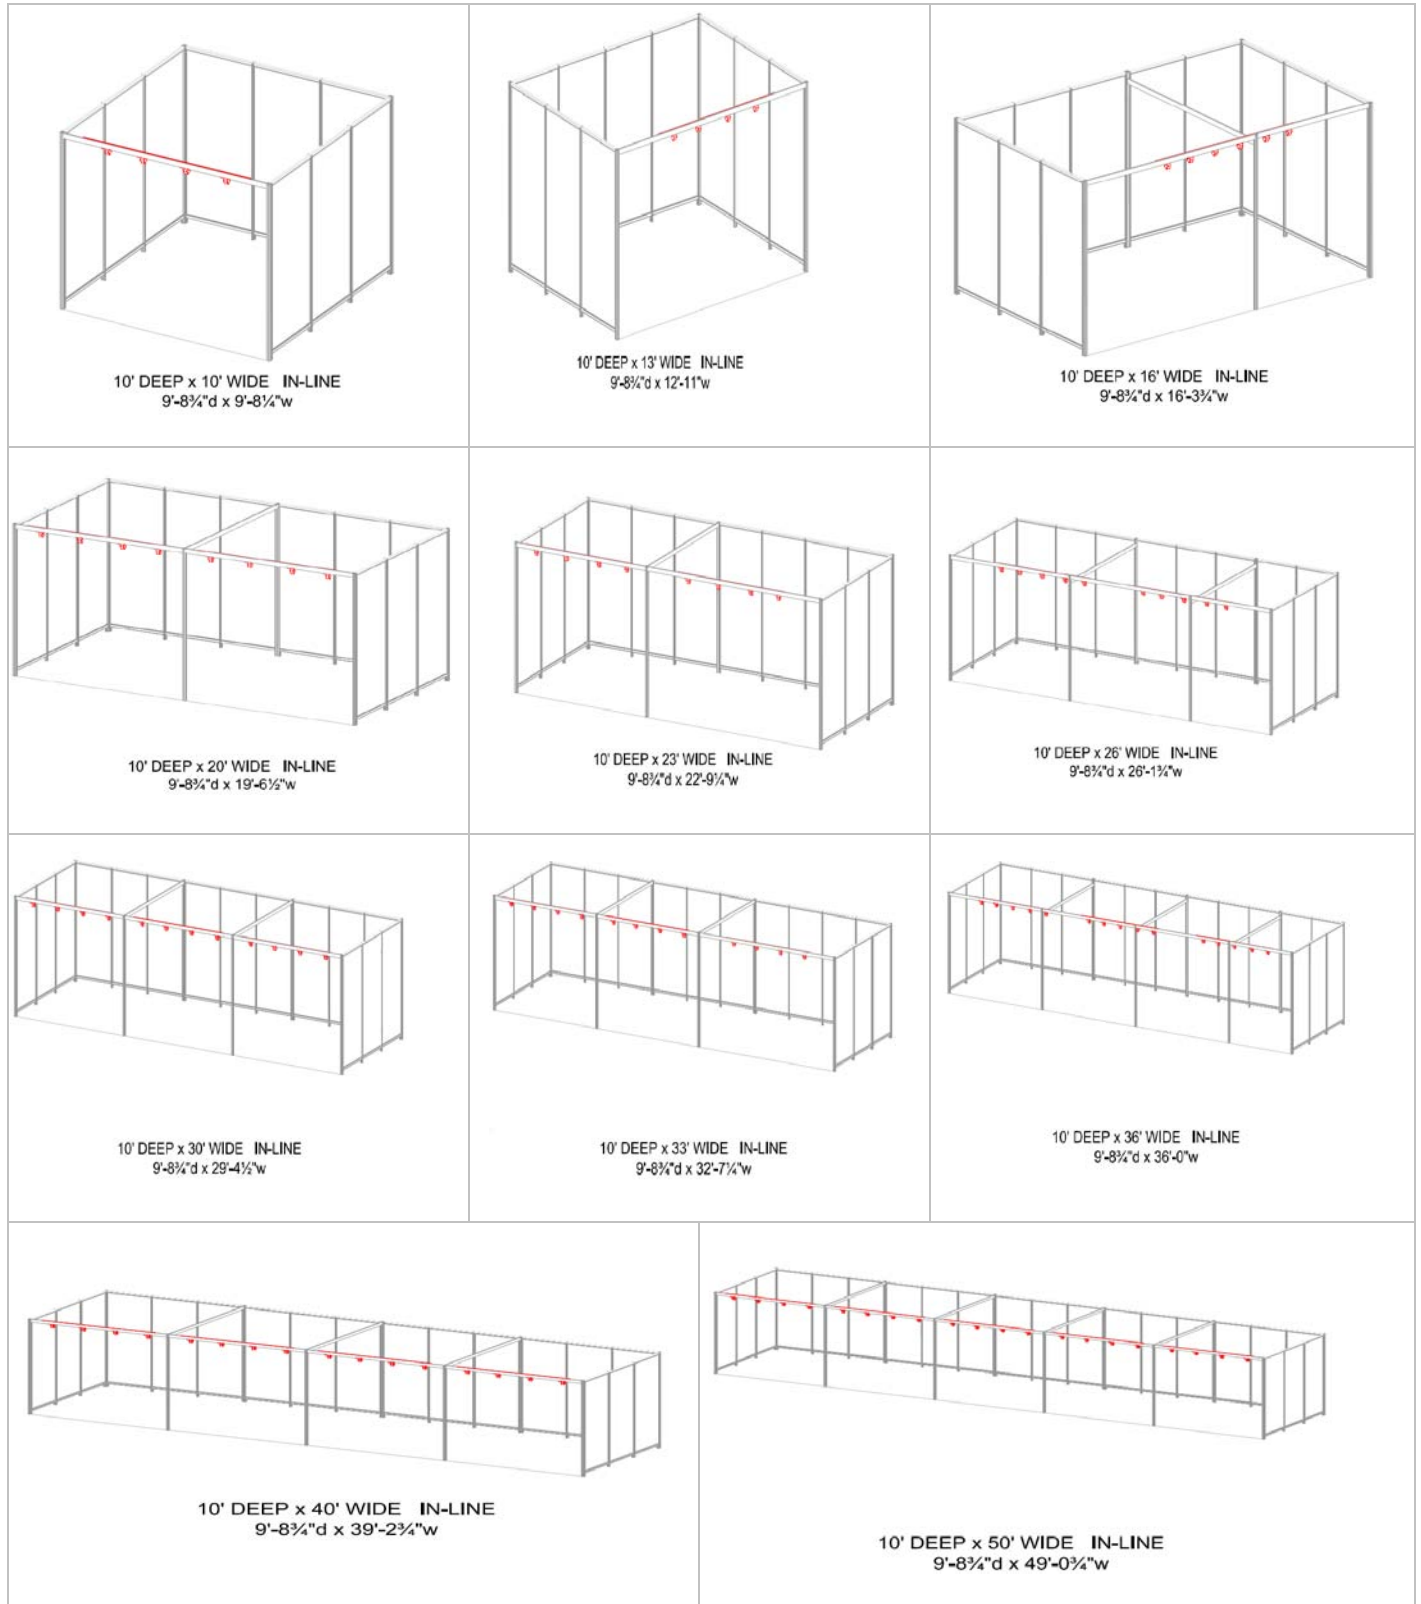 10' DEEP x 10' WIDE IN-LINE
9'-8¾"d x 9'-8¼"w
10' DEEP x 13' WIDE IN-LINE
9'-8¾"d x 12'-11"w
10' DEEP x 16' WIDE IN-LINE
9'-8¾"d x 16'-3¾"w
10' DEEP x 20' WIDE IN-LINE
9'-8¾"d x 19'-6½"w
10' DEEP x 23' WIDE IN-LINE
9'-8¾"d x 22'-9¼"w
10' DEEP x 26' WIDE IN-LINE
9'-8¾"d x 26'-1¾"w
10' DEEP x 30' WIDE IN-LINE
9'-8¾"d x 29'-4½"w
10' DEEP x 33' WIDE IN-LINE
9'-8¾"d x 32'-7¼"w
10' DEEP x 36' WIDE IN-LINE
9'-8¾"d x 36'-0"w
10' DEEP x 40' WIDE IN-LINE
9'-8¾"d x 39'-2¾"w
10' DEEP x 50' WIDE IN-LINE
9'-8¾"d x 49'-0¾"w